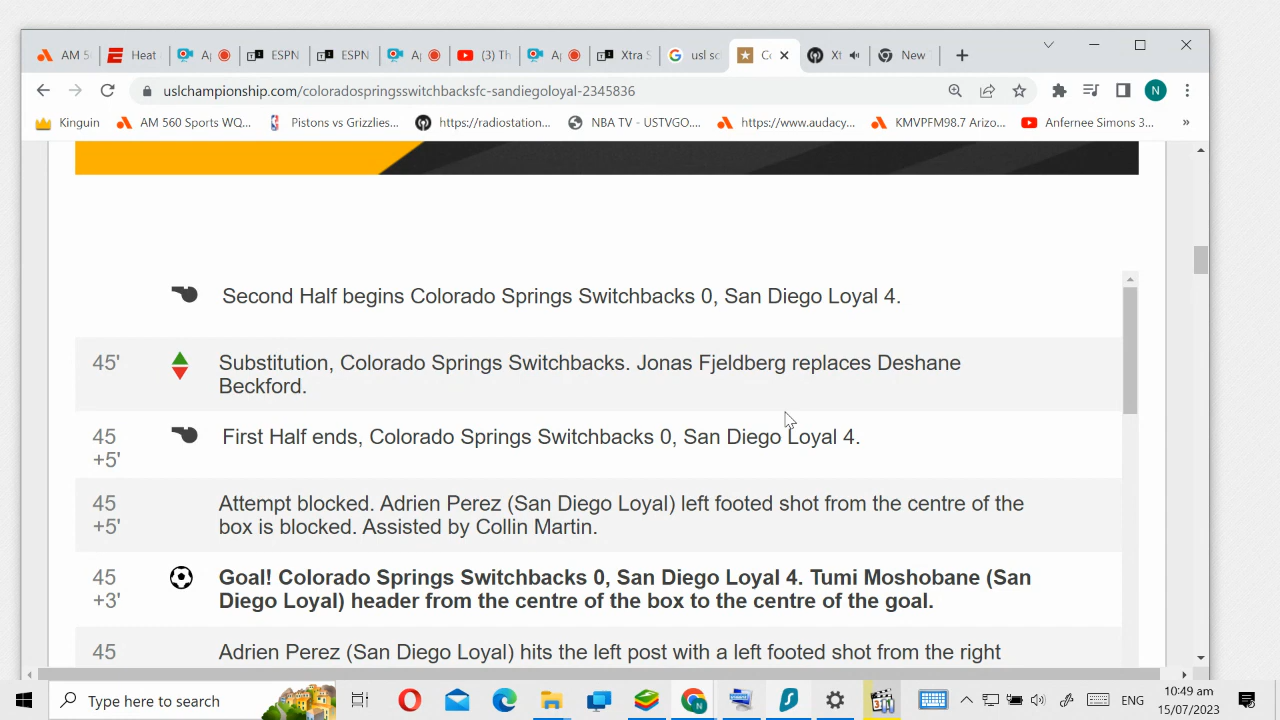 AM 5
Heat
A
ESPN
ESPN
A
(3) Th
A
Xtra S
usl sc
C
X
New
uslchampionship.com/coloradospringsswitchbacksfc-sandiegoloyal-2345836
N
Kinguin
AM 560 Sports WQ...
Pistons vs Grizzlies...
https://radiostation...
NBA TV - USTVGO....
https://www.audacy...
KMVPFM98.7 Arizo...
Anfernee Simons 3...
»
Second Half begins Colorado Springs Switchbacks 0, San Diego Loyal 4.
45' Substitution, Colorado Springs Switchbacks. Jonas Fjeldberg replaces Deshane
Beckford.
45 First Half ends, Colorado Springs Switchbacks 0, San Diego Loyal 4.
+5'
45 Attempt blocked. Adrien Perez (San Diego Loyal) left footed shot from the centre of the
+5' box is blocked. Assisted by Collin Martin.
45 Goal! Colorado Springs Switchbacks 0, San Diego Loyal 4. Tumi Moshobane (San
+3' Diego Loyal) header from the centre of the box to the centre of the goal.
45 Adrien Perez (San Diego Loyal) hits the left post with a left footed shot from the right
Type here to search
ENG
10:49 am
15/07/2023